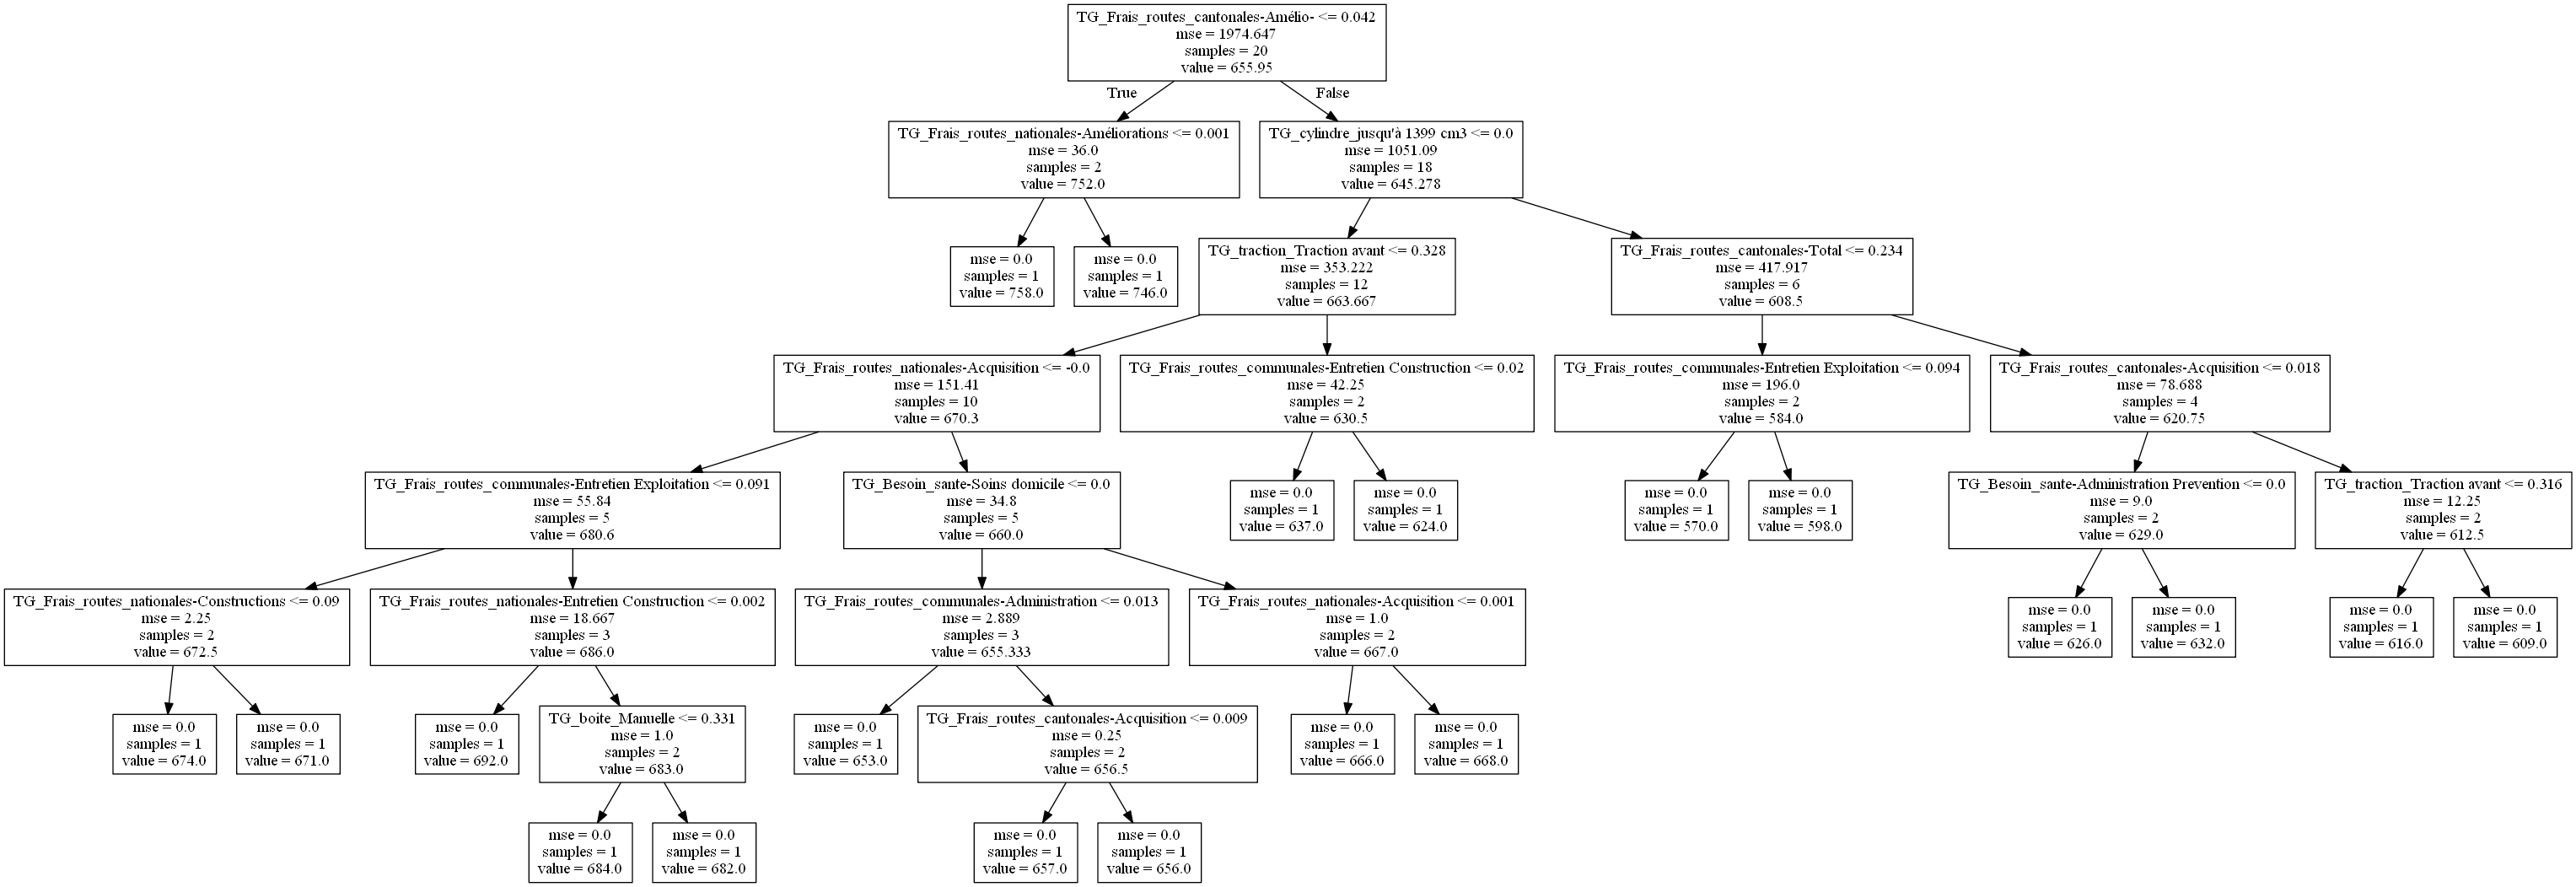 TG_Frais_routes_cantonales-Amélio- <= 0.042
mse = 1974.647
samples = 20
value = 655.95
True
False
TG_Frais_routes_nationales-Améliorations <= 0.001
mse = 36.0
samples = 2
value = 752.0
TG_cylindre_jusqu'à 1399 cm3 <= 0.0
mse = 1051.09
samples = 18
value = 645.278
mse = 0.0
samples = 1
value = 758.0
mse = 0.0
samples = 1
value = 746.0
TG_traction_Traction avant <= 0.328
mse = 353.222
samples = 12
value = 663.667
TG_Frais_routes_cantonales-Total <= 0.234
mse = 417.917
samples = 6
value = 608.5
TG_Frais_routes_nationales-Acquisition <= -0.0
mse = 151.41
samples = 10
value = 670.3
TG_Frais_routes_communales-Entretien Construction <= 0.02
mse = 42.25
samples = 2
value = 630.5
TG_Frais_routes_communales-Entretien Exploitation <= 0.094
mse = 196.0
samples = 2
value = 584.0
TG_Frais_routes_cantonales-Acquisition <= 0.018
mse = 78.688
samples = 4
value = 620.75
TG_Frais_routes_communales-Entretien Exploitation <= 0.091
mse = 55.84
samples = 5
value = 680.6
TG_Besoin_sante-Soins domicile <= 0.0
mse = 34.8
samples = 5
value = 660.0
mse = 0.0
samples = 1
value = 637.0
mse = 0.0
samples = 1
value = 624.0
mse = 0.0
samples = 1
value = 570.0
mse = 0.0
samples = 1
value = 598.0
TG_Besoin_sante-Administration Prevention <= 0.0
mse = 9.0
samples = 2
value = 629.0
TG_traction_Traction avant <= 0.316
mse = 12.25
samples = 2
value = 612.5
TG_Frais_routes_nationales-Constructions <= 0.09
mse = 2.25
samples = 2
value = 672.5
TG_Frais_routes_nationales-Entretien Construction <= 0.002
mse = 18.667
samples = 3
value = 686.0
TG_Frais_routes_communales-Administration <= 0.013
mse = 2.889
samples = 3
value = 655.333
TG_Frais_routes_nationales-Acquisition <= 0.001
mse = 1.0
samples = 2
value = 667.0
mse = 0.0
samples = 1
value = 626.0
mse = 0.0
samples = 1
value = 632.0
mse = 0.0
samples = 1
value = 616.0
mse = 0.0
samples = 1
value = 609.0
mse = 0.0
samples = 1
value = 674.0
mse = 0.0
samples = 1
value = 671.0
mse = 0.0
samples = 1
value = 692.0
TG_boite_Manuelle <= 0.331
mse = 1.0
samples = 2
value = 683.0
mse = 0.0
samples = 1
value = 653.0
TG_Frais_routes_cantonales-Acquisition <= 0.009
mse = 0.25
samples = 2
value = 656.5
mse = 0.0
samples = 1
value = 666.0
mse = 0.0
samples = 1
value = 668.0
mse = 0.0
samples = 1
value = 684.0
mse = 0.0
samples = 1
value = 682.0
mse = 0.0
samples = 1
value = 657.0
mse = 0.0
samples = 1
value = 656.0